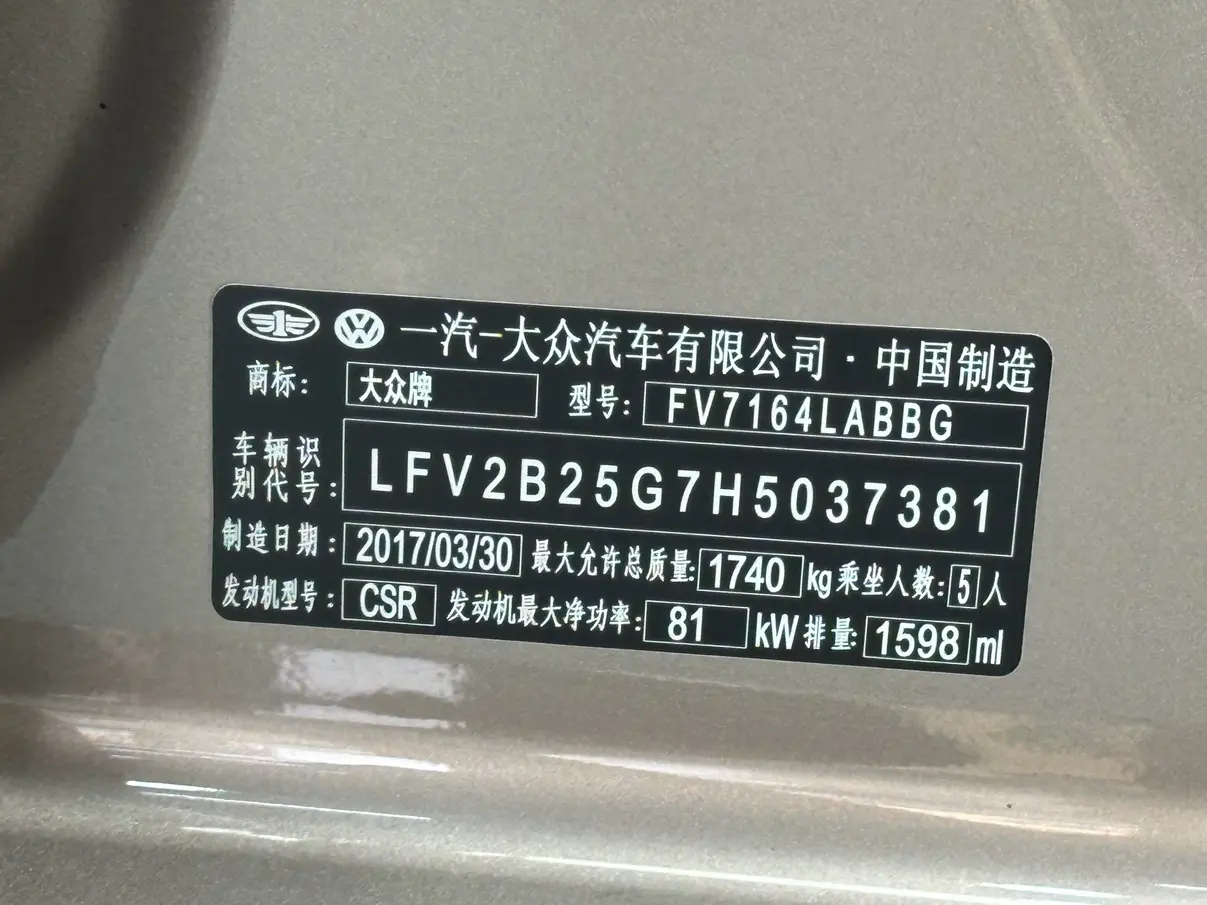 一汽-大众汽车有限公司·中国制造
商标: 大众牌 型号: FV7164LABBG
车辆识别代号: LFV2B25G7H5037381
制造日期: 2017/03/30 最大允许总质量: 1740 kg 乘坐人数: 5 人
发动机型号: CSR 发动机最大净功率: 81 kW 排量: 1598 ml